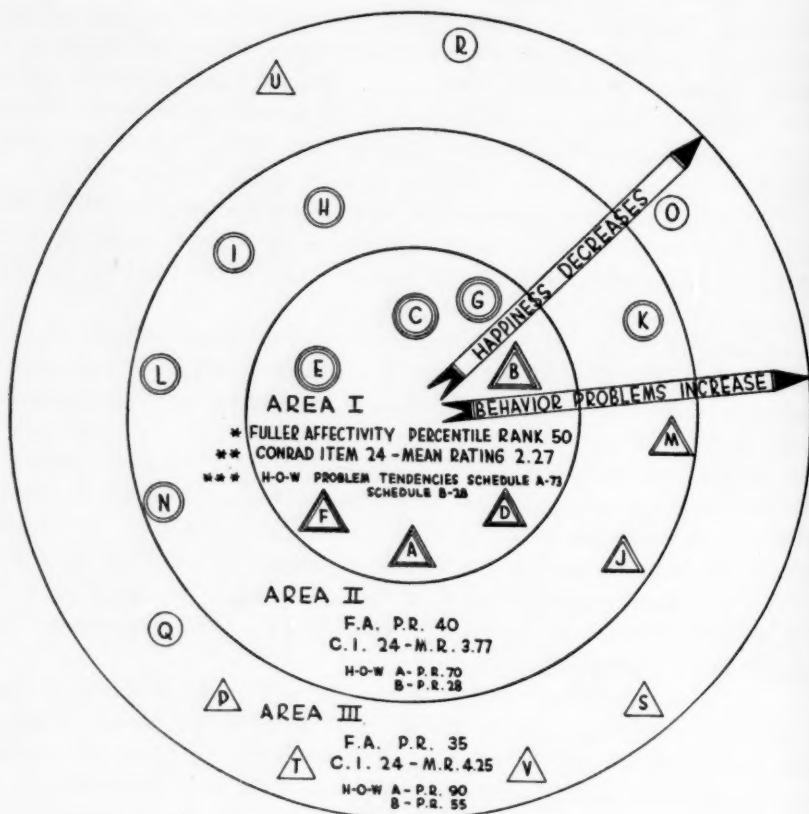 R
U
H
O
I
HAPPINESS DECREASES
G
C
K
B
L
E
BEHAVIOR PROBLEMS INCREASE
AREA I
* FULLER AFFECTIVITY PERCENTILE RANK 50
M
** CONRAD ITEM 24 - MEAN RATING 2.27
*** H-O-W PROBLEM TENDENCIES SCHEDULE A-73
SCHEDULE B-28
N
F
D
A
J
AREA II
F.A. P.R. 40
Q
C.I. 24 - M.R. 3.77
H-O-W A- P.R. 70
B - P.R. 28
P
S
AREA III
F.A. P.R. 35
C.I. 24 - M.R. 4.25
T
V
H-O-W A- P.R. 90
B - P.R. 55